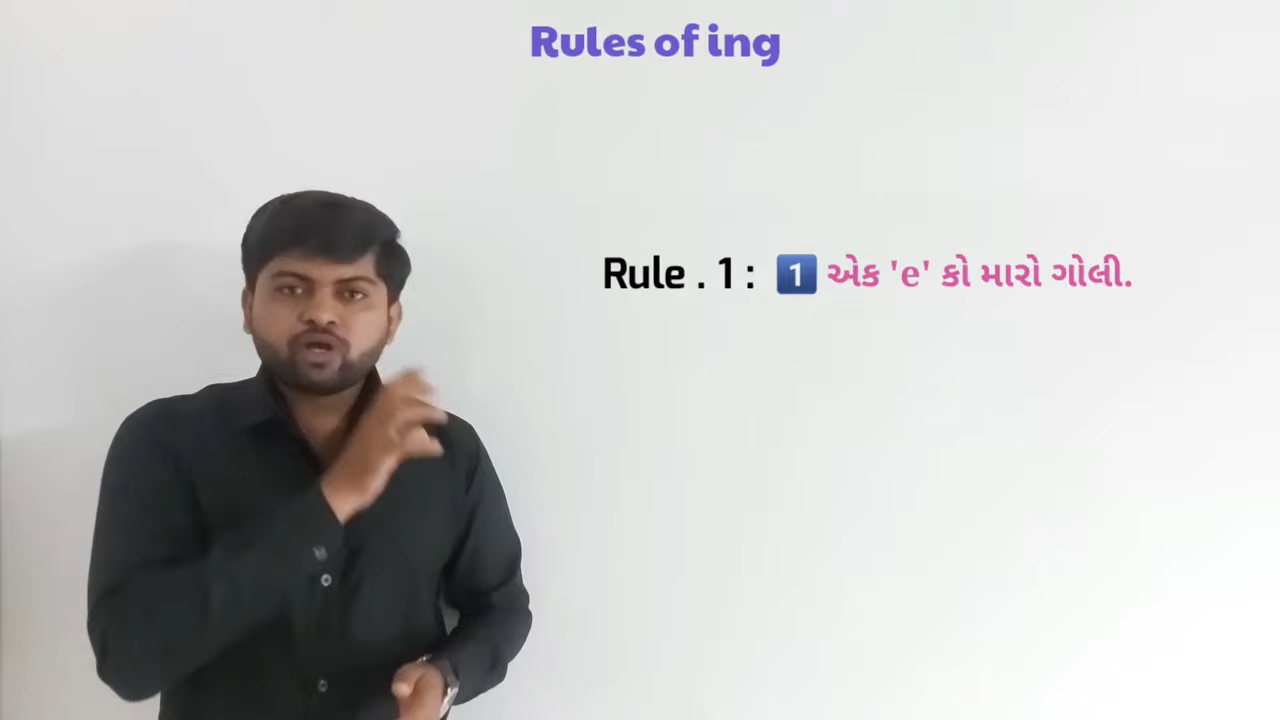 Rules of ing
Rule . 1 : 1️⃣ એક 'e' કો મારો ગોલી.